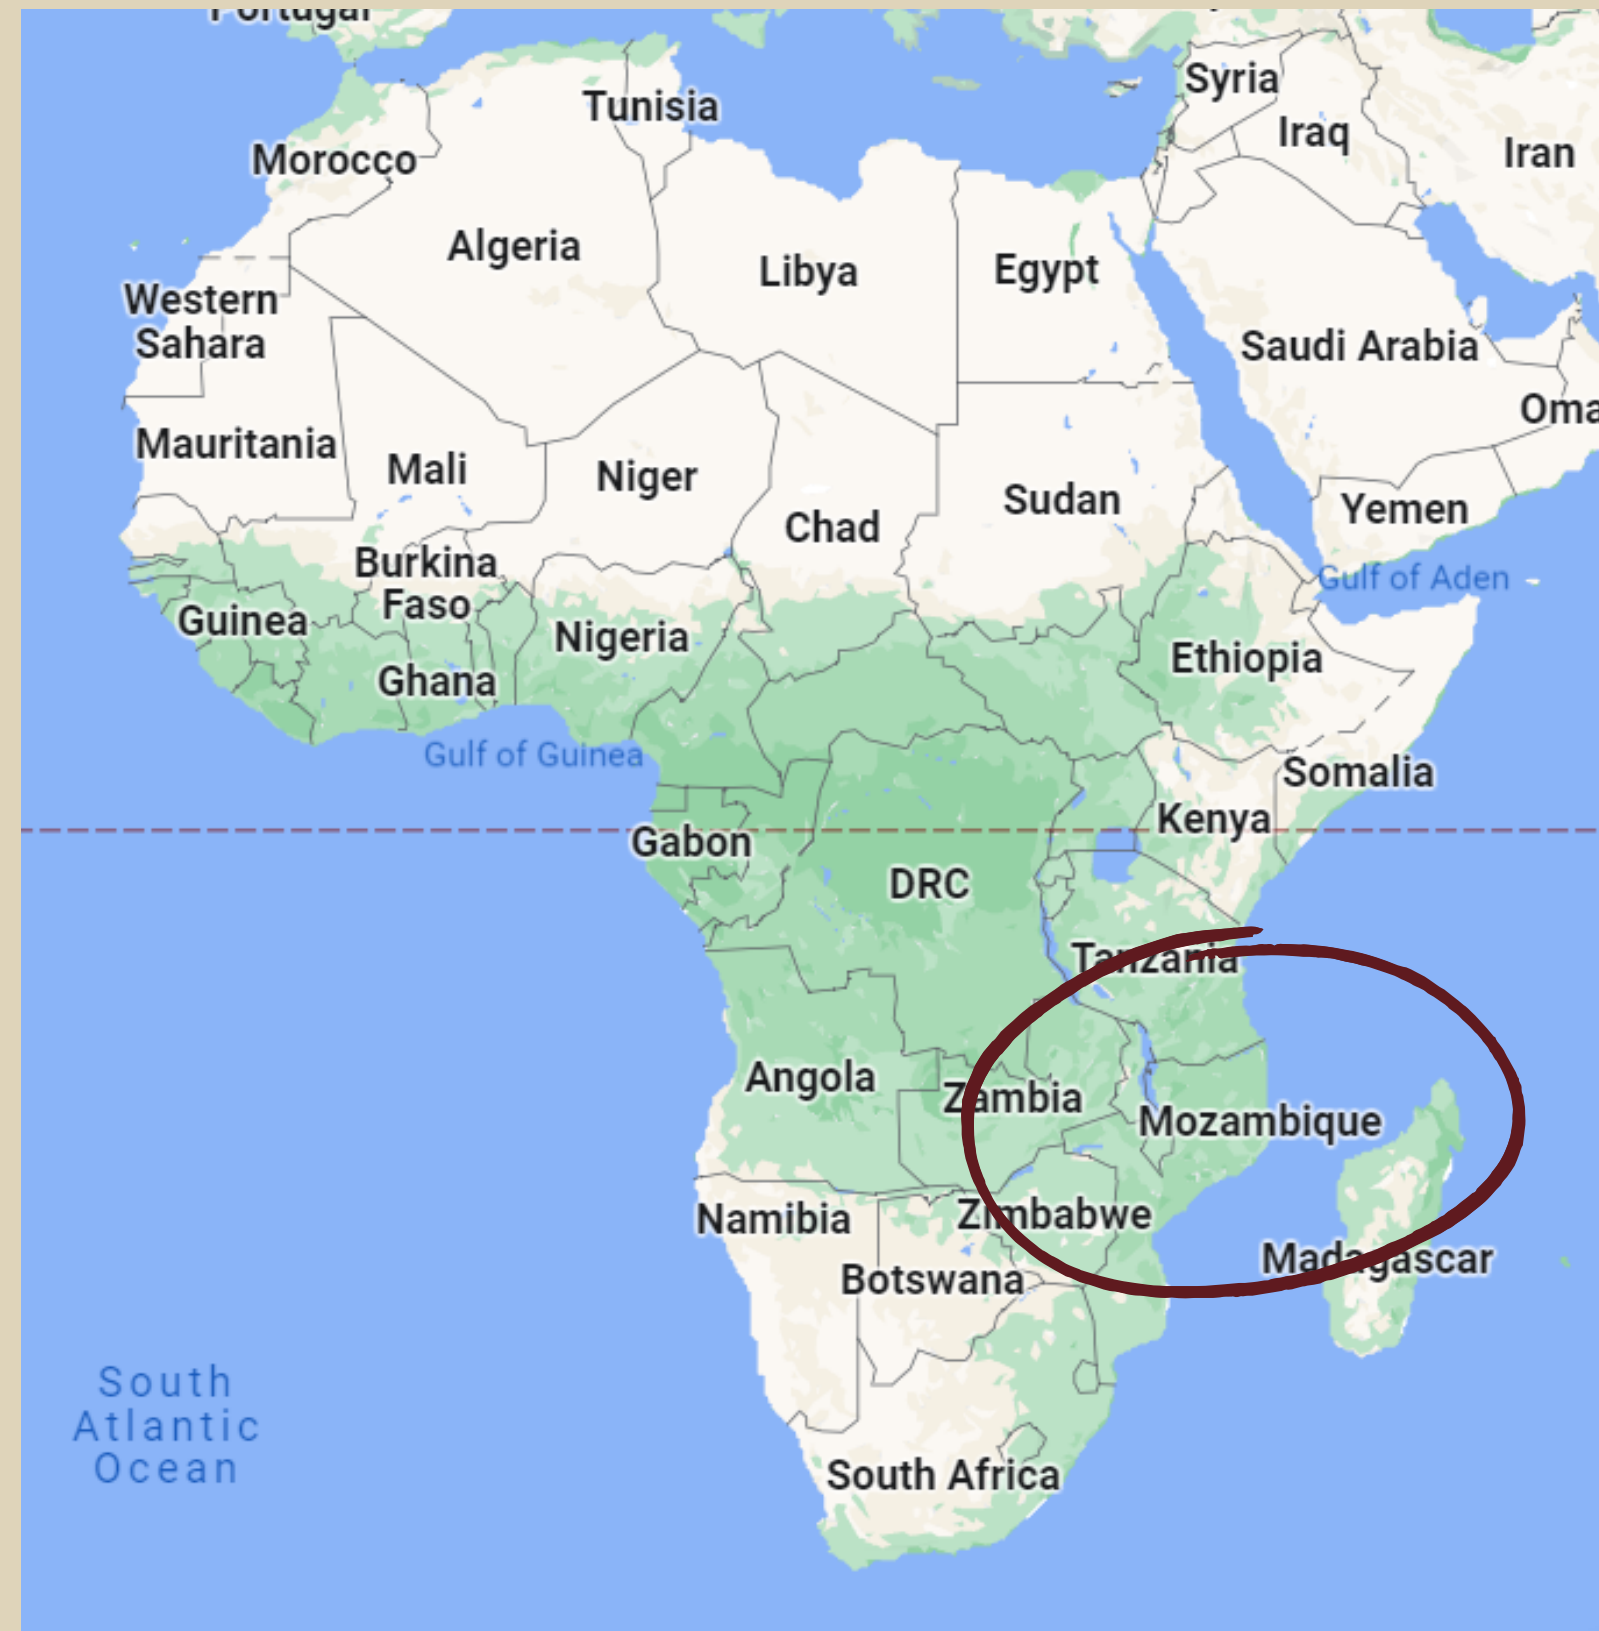 Portugal
Syria
Tunisia
Iraq
Iran
Morocco
Algeria
Libya
Egypt
Western
Sahara
Saudi Arabia
Oma
Mauritania
Mali
Niger
Sudan
Yemen
Chad
Burkina
Faso
Gulf of Aden
Guinea
Nigeria
Ethiopia
Ghana
Gulf of Guinea
Somalia
Kenya
Gabon
DRC
Tanzania
Angola
Zambia
Mozambique
Namibia
Zimbabwe
Madagascar
Botswana
South
Atlantic
Ocean
South Africa